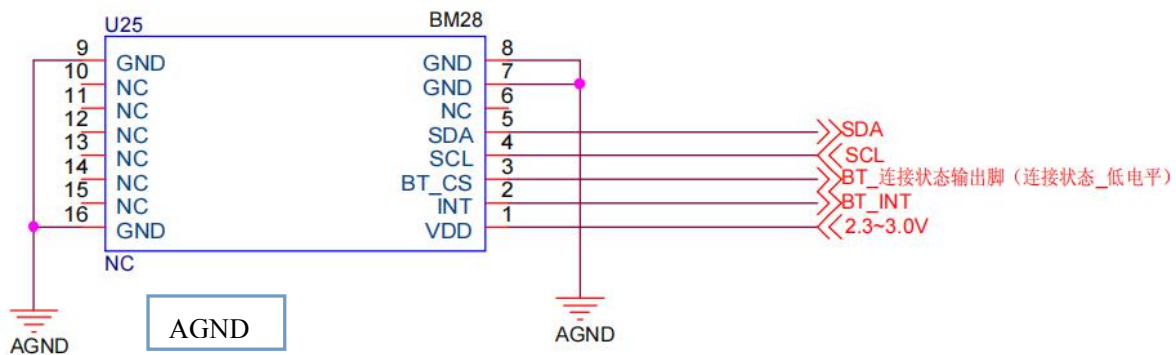 U25
BM28
9
GND
GND
8
10
NC
GND
7
11
NC
NC
6
12
NC
SDA
5
SDA
13
NC
SCL
4
SCL
14
NC
BT_CS
3
BT_连接状态输出脚（连接状态_低电平）
15
NC
INT
2
BT_INT
16
GND
VDD
1
2.3~3.0V
NC
AGND
AGND
AGND